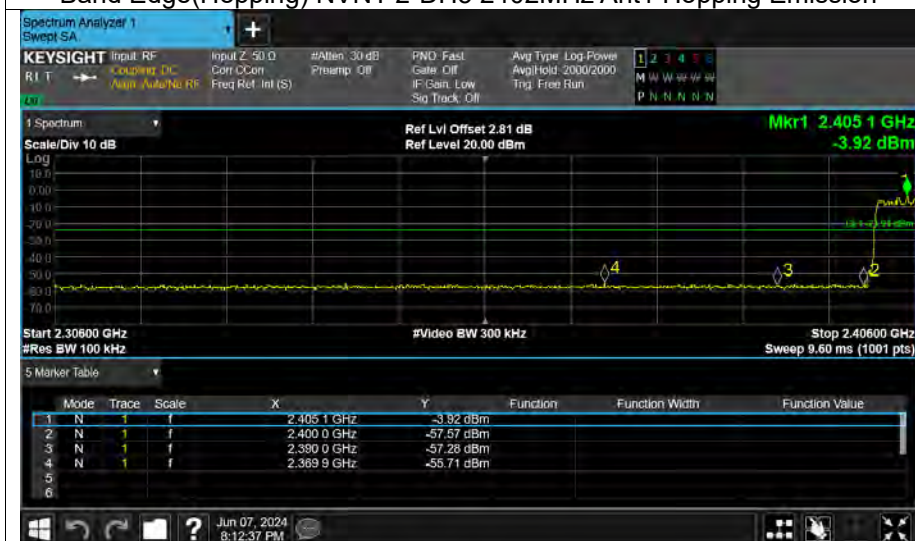 Band Edge(Hopping) NVNT 2-DH5 2402MHz Ant1 Hopping Emission
Spectrum Analyzer 1
Swept SA
+
KEYSIGHT Input: RF Input Z: 50 Ω #Atten: 30 dB PNO: Fast Avg Type: Log-Power 1 2 3 4 5 6
R L T Coupling: DC Corr CCorr Preamp: Off Gate: Off Avg|Hold: 2000/2000 M W W W W W
Align: Auto/No RF Freq Ref: Int (S) IF Gain: Low Trig: Free Run
Sig Track: Off P N N N N N
1 Spectrum
Ref Lvl Offset 2.81 dB Mkr1 2.405 1 GHz
Scale/Div 10 dB Ref Level 20.00 dBm -3.92 dBm
Log
10.0
0.00
-10.0
-20.0
-30.0
-40.0
-50.0
-60.0
-70.0
4
3
2
Start 2.30600 GHz #Video BW 300 kHz Stop 2.40600 GHz
#Res BW 100 kHz Sweep 9.60 ms (1001 pts)
5 Marker Table
Mode Trace Scale X Y Function Function Width Function Value
1 N 1 f 2.405 1 GHz -3.92 dBm
2 N 1 f 2.400 0 GHz -57.57 dBm
3 N 1 f 2.390 0 GHz -57.28 dBm
4 N 1 f 2.369 9 GHz -55.71 dBm
5
6
? Jun 07, 2024
8:12:37 PM